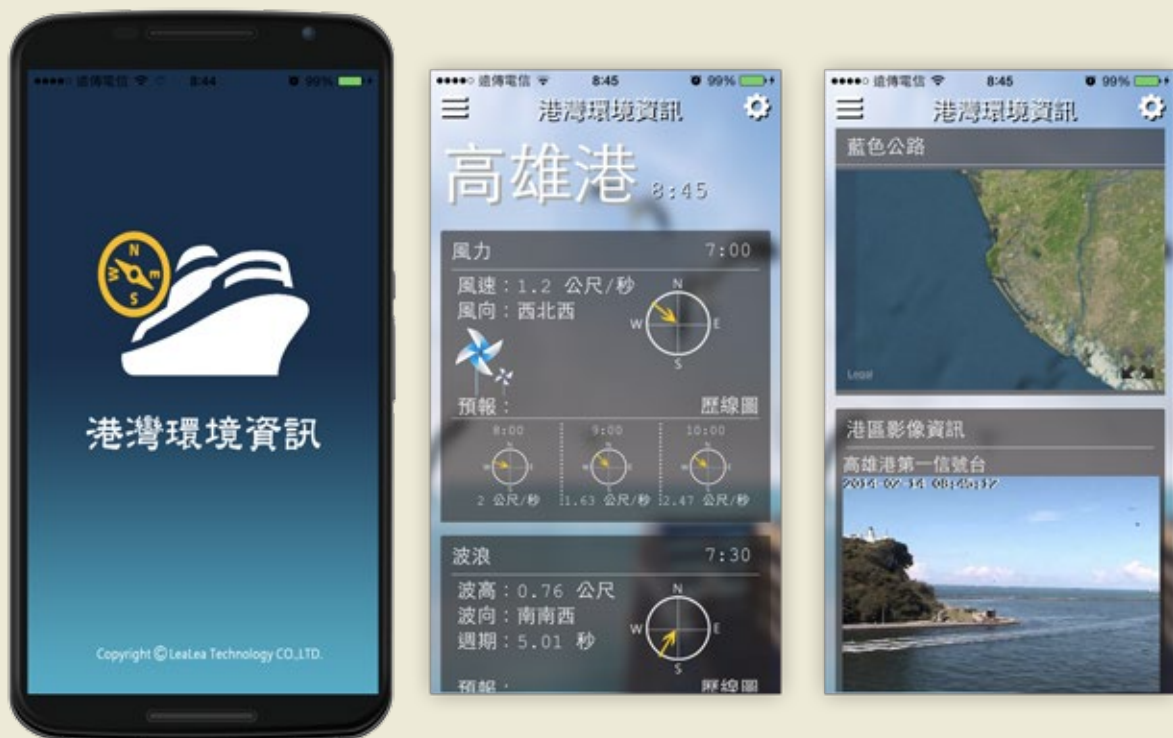 遠傳電信 8:44 99%
N
W E
S
港灣環境資訊
Copyright © LeaLea Technology CO.,LTD.
遠傳電信 8:45 99%
港灣環境資訊
高雄港 8:45
風力 7:00
風速：1.2 公尺/秒
風向：西北西
N
W E
S
預報： 歷線圖
8:00 9:00 10:00
2 公尺/秒 1.63 公尺/秒 2.47 公尺/秒
波浪 7:30
波高：0.76 公尺
波向：南南西
週期：5.01 秒
N
W E
S
預報： 歷線圖
遠傳電信 8:45 99%
港灣環境資訊
藍色公路
Legal
港區影像資訊
高雄港第一信號台